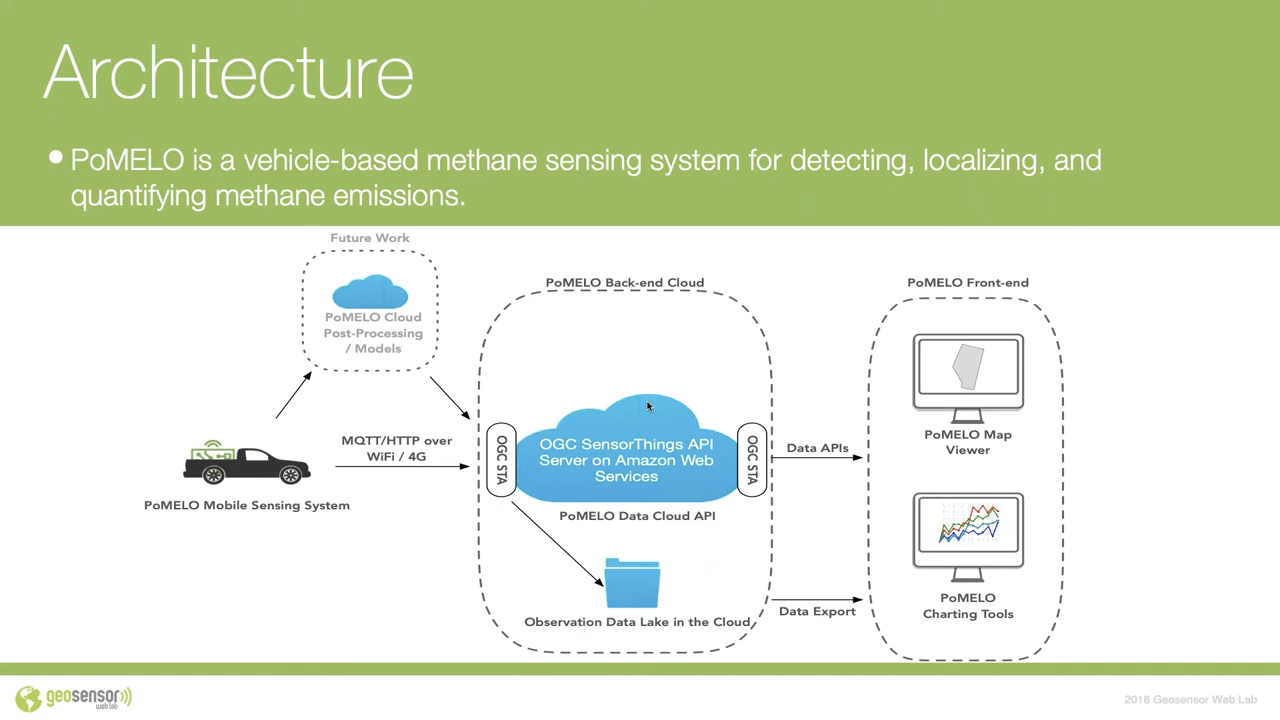 Architecture
PoMELO is a vehicle-based methane sensing system for detecting, localizing, and
quantifying methane emissions.
Future Work
PoMELO Cloud
Post-Processing
/ Models
PoMELO Back-end Cloud
PoMELO Front-end
MQTT/HTTP over
WiFi / 4G
PoMELO Mobile Sensing System
OGC STA
OGC SensorThings API
Server on Amazon Web
Services
OGC STA
PoMELO Data Cloud API
Observation Data Lake in the Cloud
Data APIs
Data Export
PoMELO Map
Viewer
PoMELO
Charting Tools
geosensor
web lab
2018 Geosensor Web Lab